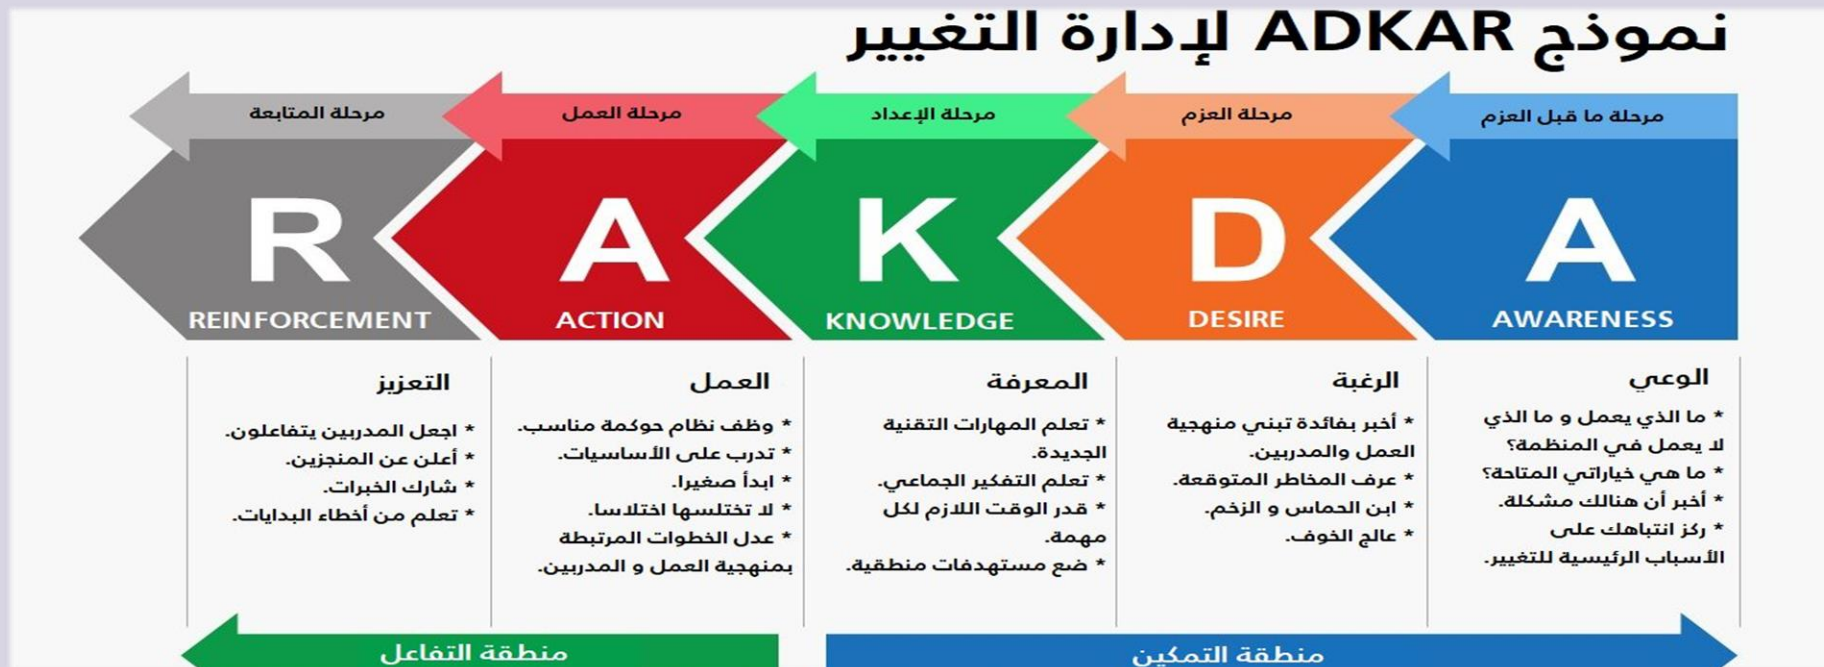 نموذج ADKAR لإدارة التغيير
مرحلة ما قبل العزم
مرحلة العزم
مرحلة الإعداد
مرحلة العمل
مرحلة المتابعة
A
D
K
A
R
AWARENESS
DESIRE
KNOWLEDGE
ACTION
REINFORCEMENT
الوعي
* ما الذي يعمل و ما الذي
لا يعمل في المنظمة؟
* ما هي خياراتي المتاحة؟
* أخبر أن هنالك مشكلة.
* ركز انتباهك على
الأسباب الرئيسية للتغيير.
الرغبة
* أخبر بفائدة تبني منهجية
العمل والمدربين.
* عرف المخاطر المتوقعة.
* ابن الحماس و الزخم.
* عالج الخوف.
المعرفة
* تعلم المهارات التقنية
الجديدة.
* تعلم التفكير الجماعي.
* قدر الوقت اللازم لكل
مهمة.
* ضع مستهدفات منطقية.
العمل
* وظف نظام حوكمة مناسب.
* تدرب على الأساسيات.
* ابدأ صغيرا.
* لا تختلسها اختلاسا.
* عدل الخطوات المرتبطة
بمنهجية العمل و المدربين.
التعزيز
* اجعل المدربين يتفاعلون.
* أعلن عن المنجزين.
* شارك الخبرات.
* تعلم من أخطاء البدايات.
منطقة التمكين
منطقة التفاعل